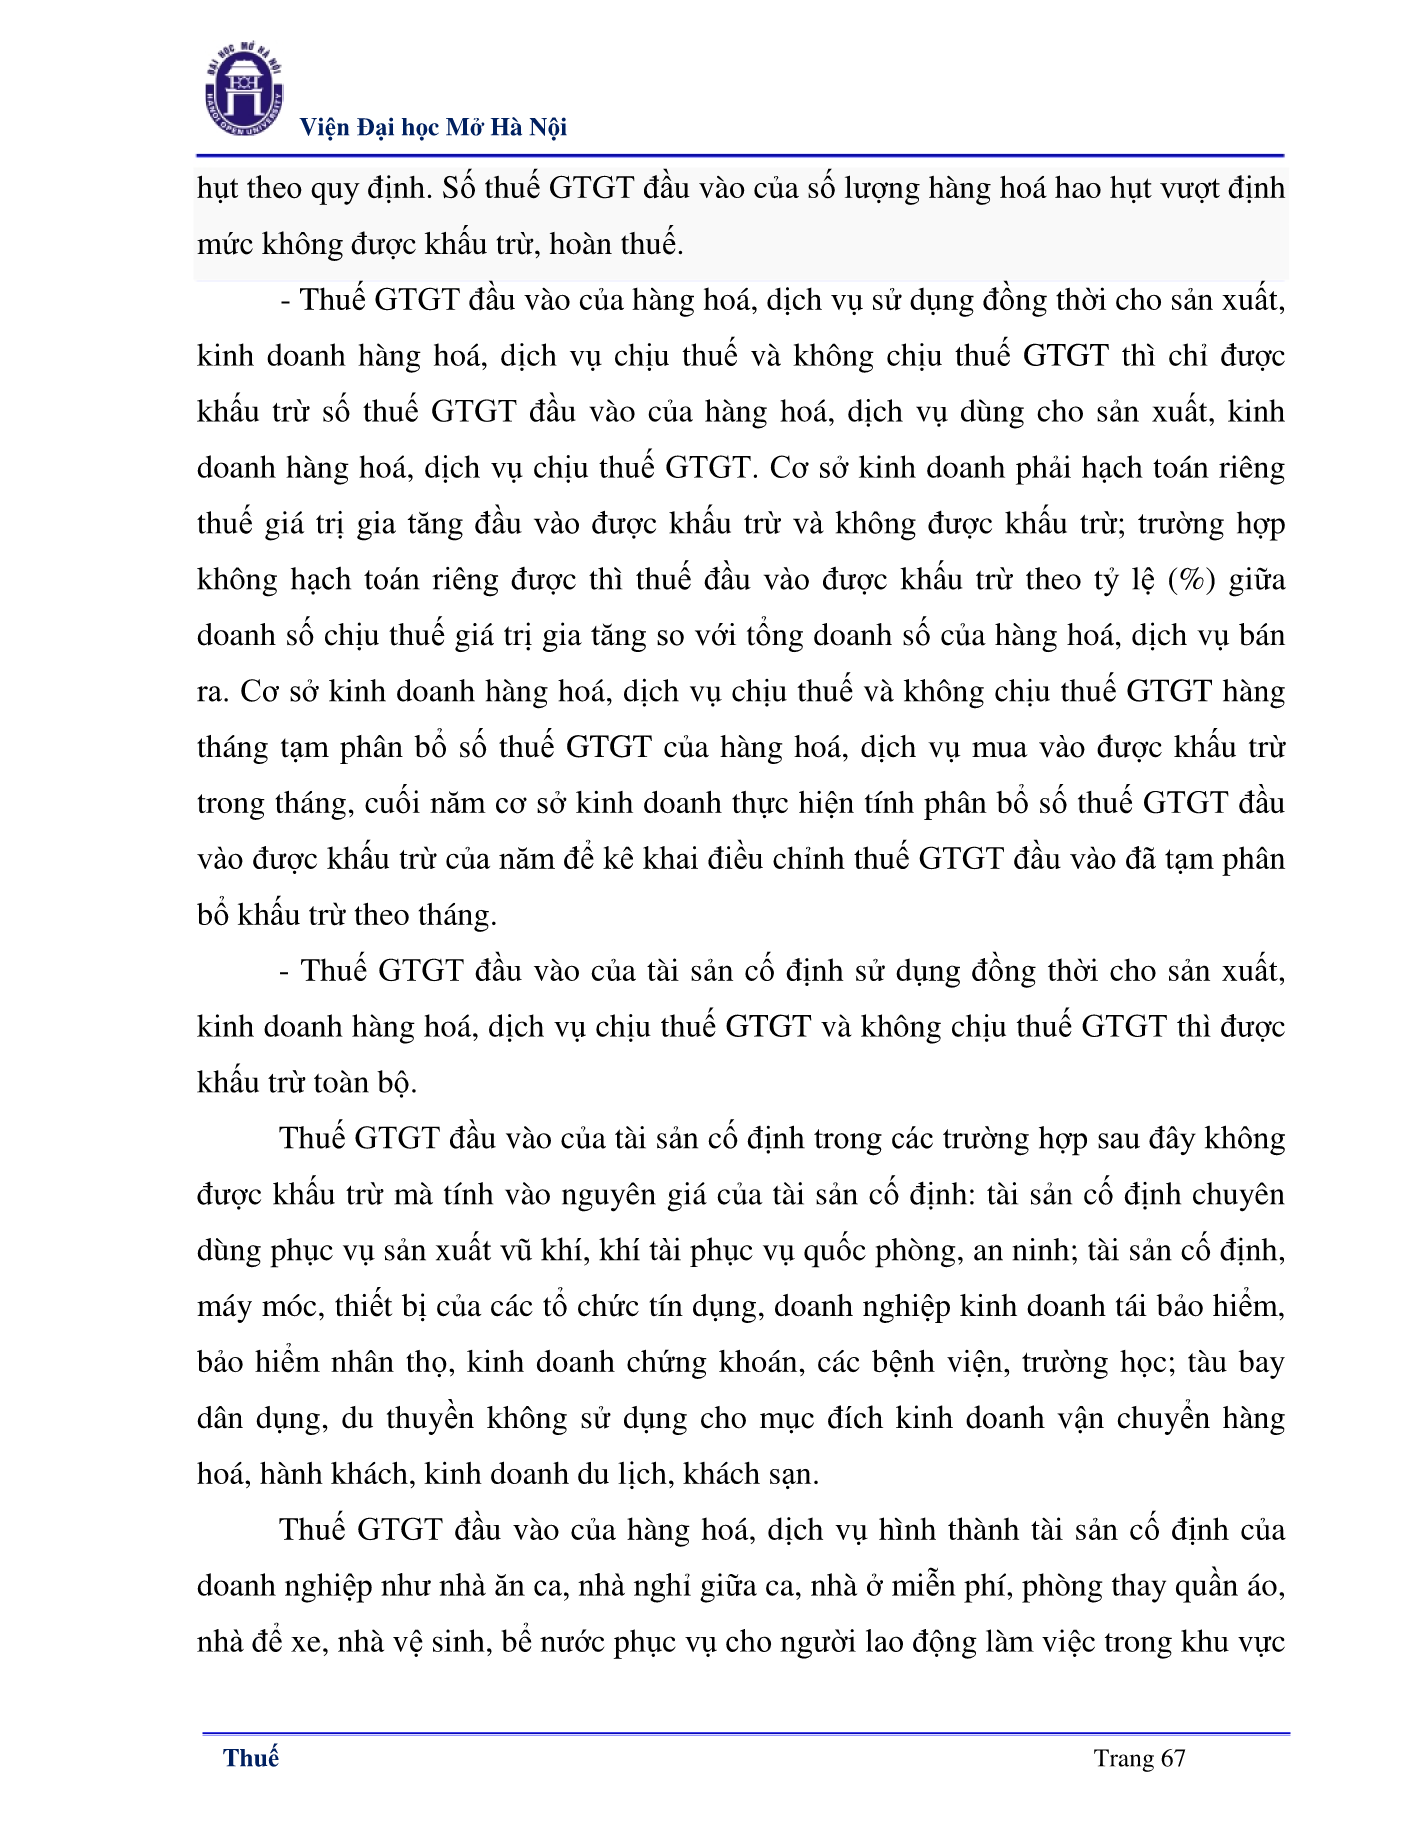 ĐẠI HỌC MỞ HÀ NỘI
HANOI OPEN UNIVERSITY
Viện Đại học Mở Hà Nội
hụt theo quy định. Số thuế GTGT đầu vào của số lượng hàng hoá hao hụt vượt định
mức không được khấu trừ, hoàn thuế.
- Thuế GTGT đầu vào của hàng hoá, dịch vụ sử dụng đồng thời cho sản xuất,
kinh doanh hàng hoá, dịch vụ chịu thuế và không chịu thuế GTGT thì chỉ được
khấu trừ số thuế GTGT đầu vào của hàng hoá, dịch vụ dùng cho sản xuất, kinh
doanh hàng hoá, dịch vụ chịu thuế GTGT. Cơ sở kinh doanh phải hạch toán riêng
thuế giá trị gia tăng đầu vào được khấu trừ và không được khấu trừ; trường hợp
không hạch toán riêng được thì thuế đầu vào được khấu trừ theo tỷ lệ (%) giữa
doanh số chịu thuế giá trị gia tăng so với tổng doanh số của hàng hoá, dịch vụ bán
ra. Cơ sở kinh doanh hàng hoá, dịch vụ chịu thuế và không chịu thuế GTGT hàng
tháng tạm phân bổ số thuế GTGT của hàng hoá, dịch vụ mua vào được khấu trừ
trong tháng, cuối năm cơ sở kinh doanh thực hiện tính phân bổ số thuế GTGT đầu
vào được khấu trừ của năm để kê khai điều chỉnh thuế GTGT đầu vào đã tạm phân
bổ khấu trừ theo tháng.
- Thuế GTGT đầu vào của tài sản cố định sử dụng đồng thời cho sản xuất,
kinh doanh hàng hoá, dịch vụ chịu thuế GTGT và không chịu thuế GTGT thì được
khấu trừ toàn bộ.
Thuế GTGT đầu vào của tài sản cố định trong các trường hợp sau đây không
được khấu trừ mà tính vào nguyên giá của tài sản cố định: tài sản cố định chuyên
dùng phục vụ sản xuất vũ khí, khí tài phục vụ quốc phòng, an ninh; tài sản cố định,
máy móc, thiết bị của các tổ chức tín dụng, doanh nghiệp kinh doanh tái bảo hiểm,
bảo hiểm nhân thọ, kinh doanh chứng khoán, các bệnh viện, trường học; tàu bay
dân dụng, du thuyền không sử dụng cho mục đích kinh doanh vận chuyển hàng
hoá, hành khách, kinh doanh du lịch, khách sạn.
Thuế GTGT đầu vào của hàng hoá, dịch vụ hình thành tài sản cố định của
doanh nghiệp như nhà ăn ca, nhà nghỉ giữa ca, nhà ở miễn phí, phòng thay quần áo,
nhà để xe, nhà vệ sinh, bể nước phục vụ cho người lao động làm việc trong khu vực
Thuế
Trang 67